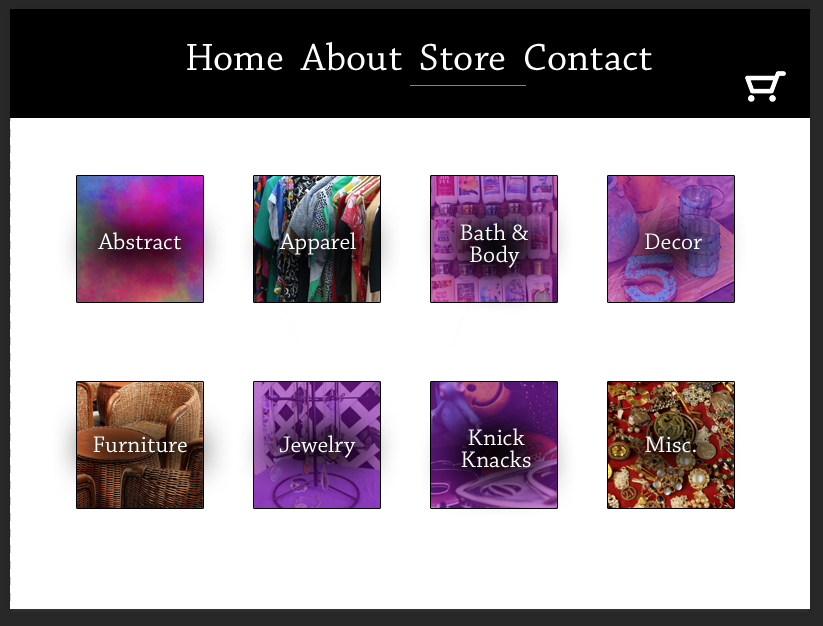 Home About Store Contact
Abstract
Apparel
Bath &
Body
Decor
Furniture
Jewelry
Knick
Knacks
Misc.